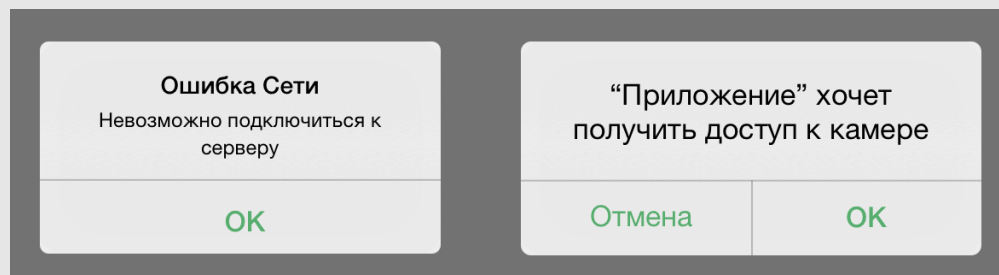 Ошибка Сети
Невозможно подключиться к
серверу
OK
“Приложение” хочет
получить доступ к камере
Отмена
OK